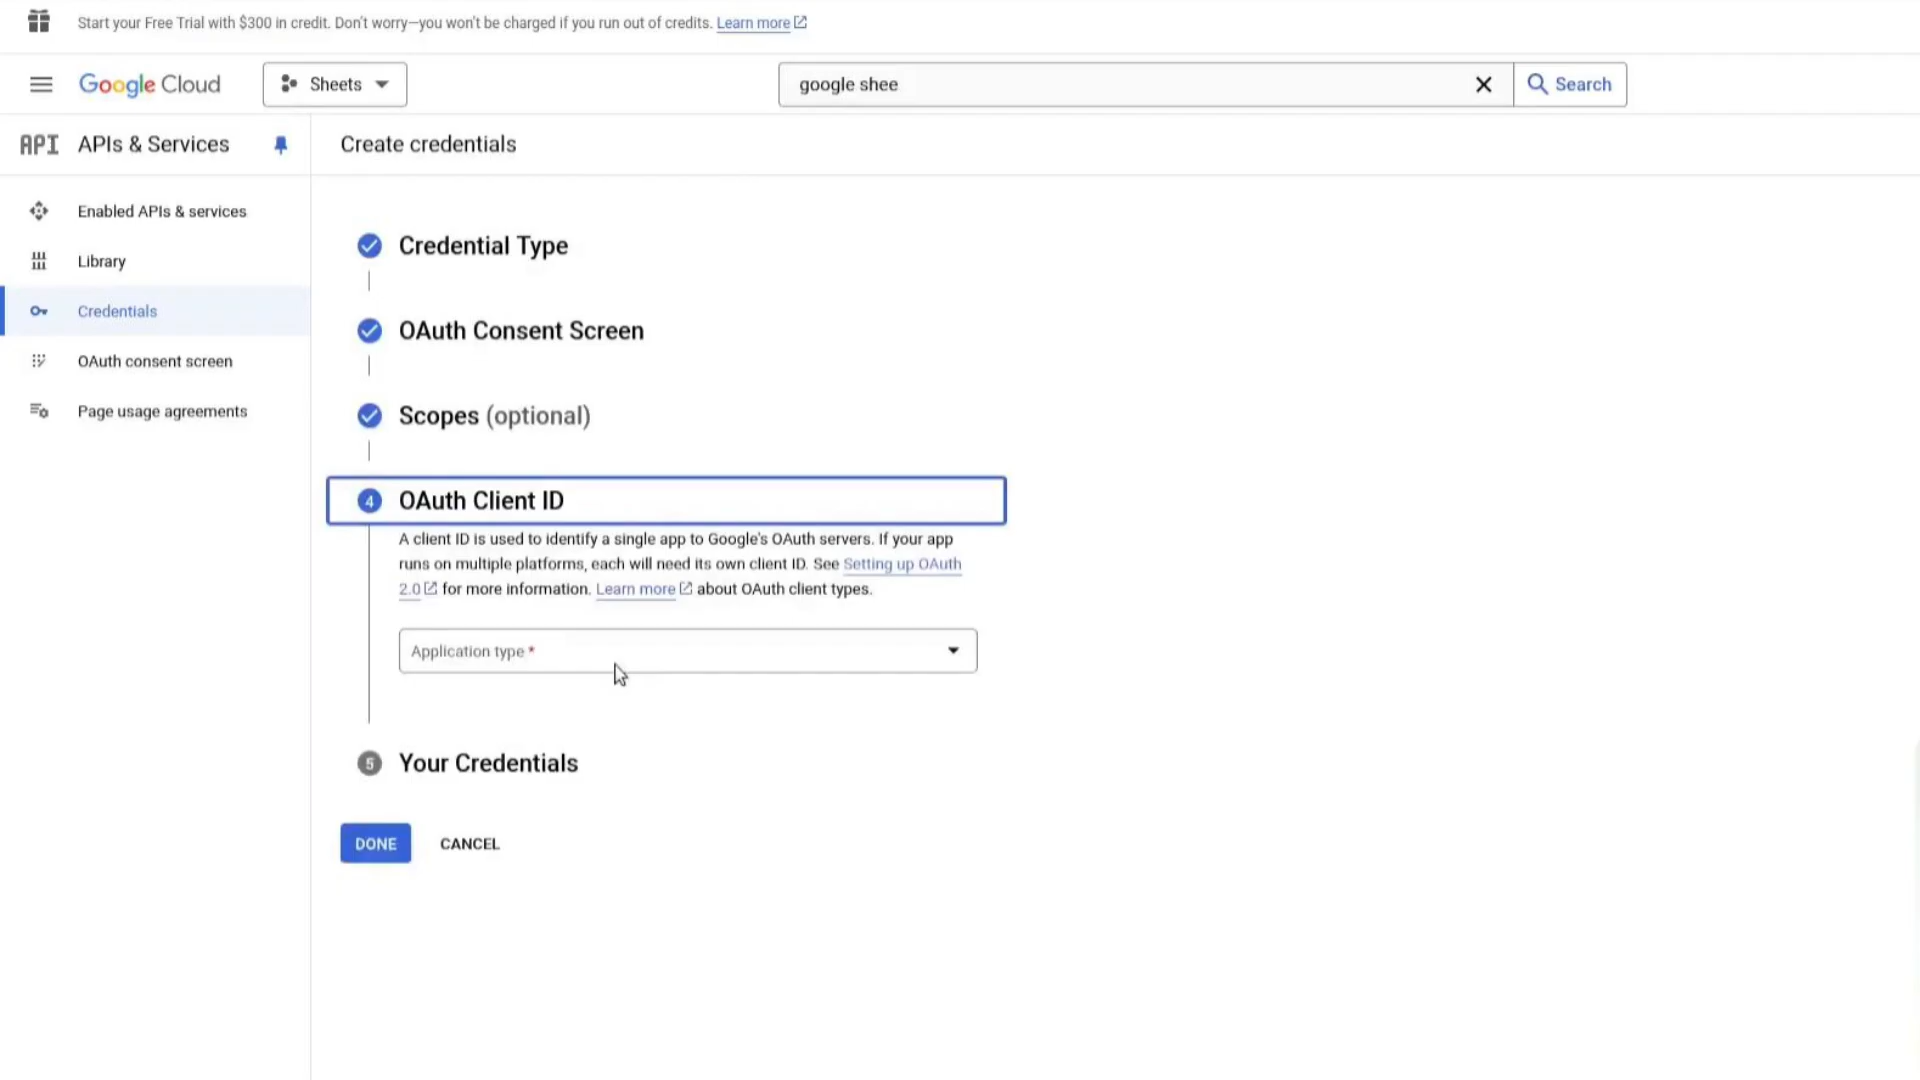 Start your Free Trial with $300 in credit. Don't worry—you won't be charged if you run out of credits. Learn more
Google Cloud
Sheets
google shee
Search
API APIs & Services
Create credentials
Enabled APIs & services
Library
Credentials
OAuth consent screen
Page usage agreements
Credential Type
OAuth Consent Screen
Scopes (optional)
4 OAuth Client ID
A client ID is used to identify a single app to Google's OAuth servers. If your app
runs on multiple platforms, each will need its own client ID. See Setting up OAuth
2.0 for more information. Learn more about OAuth client types.
Application type *
5 Your Credentials
DONE
CANCEL